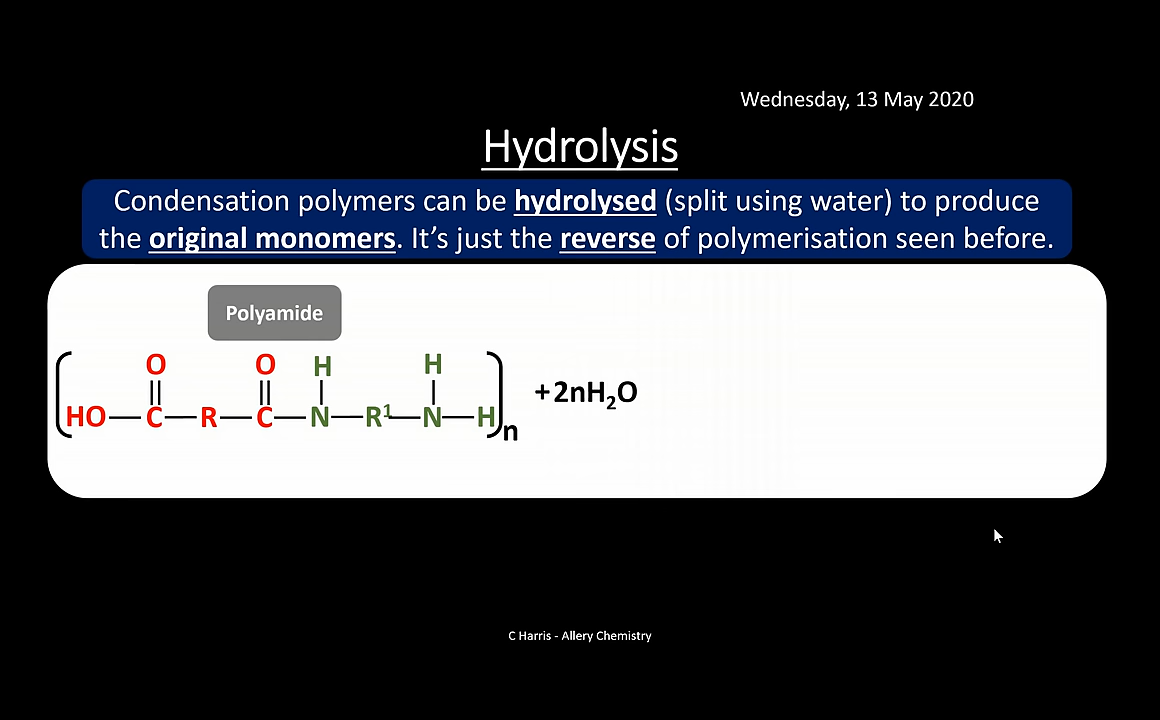 Wednesday, 13 May 2020
Hydrolysis
Condensation polymers can be hydrolysed (split using water) to produce
the original monomers. It’s just the reverse of polymerisation seen before.
Polyamide
O O H H
HO C R C N R¹ N H n
+ 2nH₂O
C Harris - Allery Chemistry